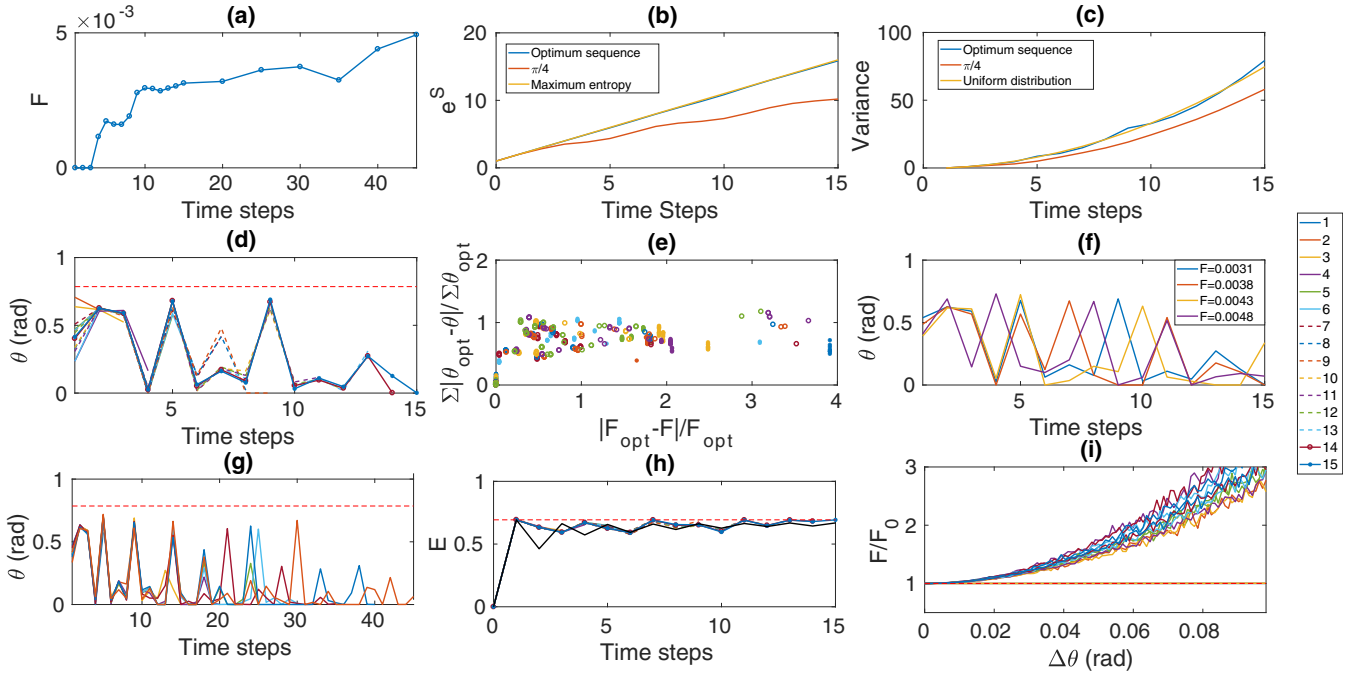 (a)
×10⁻³
5
F
0
10
20
30
40
Time steps
(b)
20
e^S
10
0
Optimum sequence
π/4
Maximum entropy
0
5
10
15
Time Steps
(c)
100
Variance
50
0
Optimum sequence
π/4
Uniform distribution
0
5
10
15
Time steps
(d)
1
θ (rad)
0.5
0
5
10
15
Time steps
(e)
2
Σ|θ_opt-θ|/Σθ_opt
1
0
0
1
2
3
4
|F_opt-F|/F_opt
(f)
1
θ (rad)
0.5
0
F=0.0031
F=0.0038
F=0.0043
F=0.0048
5
10
15
Time steps
1
2
3
4
5
6
7
8
9
10
11
12
13
14
15
(g)
1
θ (rad)
0
10
20
30
40
Time steps
(h)
1
E
0.5
0
0
5
10
15
Time steps
(i)
3
2
F/F_0
1
0
0.02
0.04
0.06
0.08
Δθ (rad)